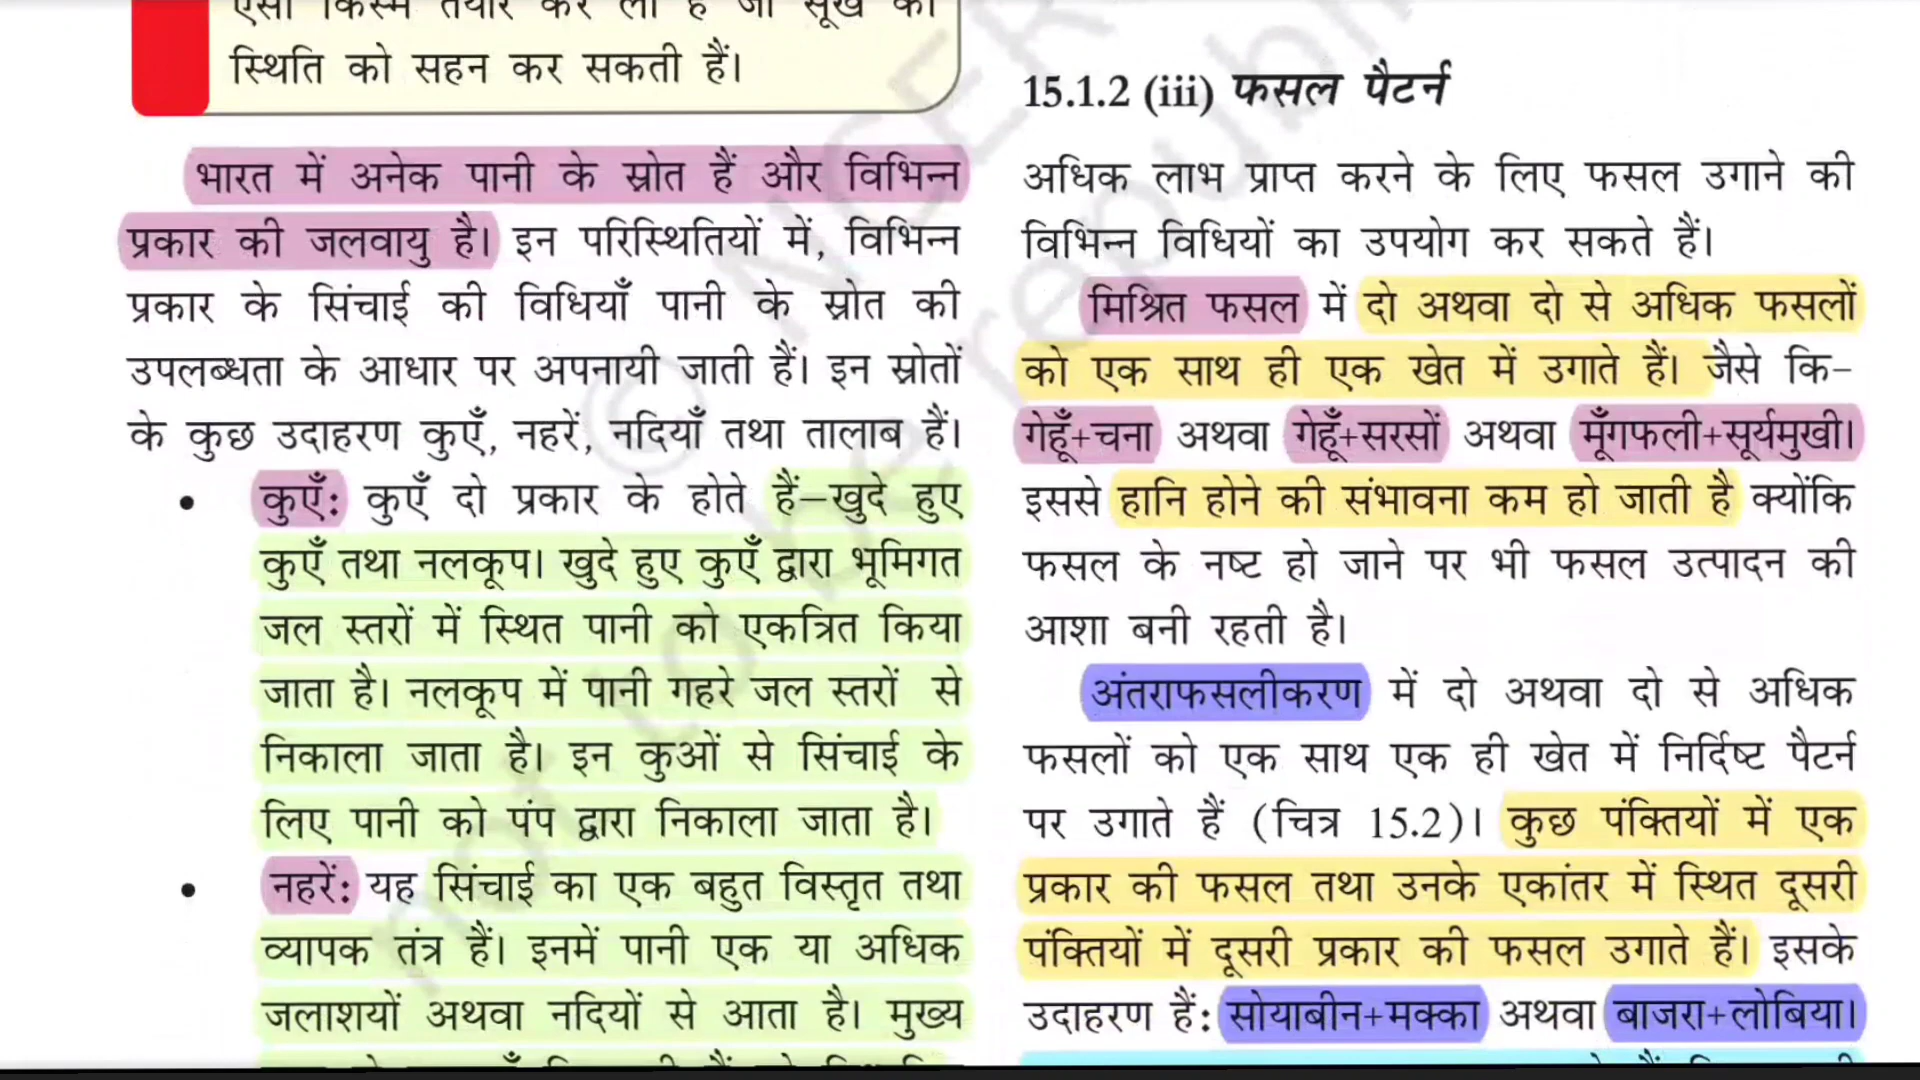 ऐसी किस्में तैयार कर ली हैं जो सूखे की
स्थिति को सहन कर सकती हैं।
भारत में अनेक पानी के स्रोत हैं और विभिन्न
प्रकार की जलवायु है। इन परिस्थितियों में, विभिन्न
प्रकार के सिंचाई की विधियाँ पानी के स्रोत की
उपलब्धता के आधार पर अपनायी जाती हैं। इन स्रोतों
के कुछ उदाहरण कुएँ, नहरें, नदियाँ तथा तालाब हैं।
• कुएँ: कुएँ दो प्रकार के होते हैं–खुदे हुए
कुएँ तथा नलकूप। खुदे हुए कुएँ द्वारा भूमिगत
जल स्तरों में स्थित पानी को एकत्रित किया
जाता है। नलकूप में पानी गहरे जल स्तरों से
निकाला जाता है। इन कुओं से सिंचाई के
लिए पानी को पंप द्वारा निकाला जाता है।
• नहरें: यह सिंचाई का एक बहुत विस्तृत तथा
व्यापक तंत्र हैं। इनमें पानी एक या अधिक
जलाशयों अथवा नदियों से आता है। मुख्य
15.1.2 (iii) फसल पैटर्न
अधिक लाभ प्राप्त करने के लिए फसल उगाने की
विभिन्न विधियों का उपयोग कर सकते हैं।
मिश्रित फसल में दो अथवा दो से अधिक फसलों
को एक साथ ही एक खेत में उगाते हैं। जैसे कि–
गेहूँ+चना अथवा गेहूँ+सरसों अथवा मूँगफली+सूर्यमुखी।
इससे हानि होने की संभावना कम हो जाती है क्योंकि
फसल के नष्ट हो जाने पर भी फसल उत्पादन की
आशा बनी रहती है।
अंतराफसलीकरण में दो अथवा दो से अधिक
फसलों को एक साथ एक ही खेत में निर्दिष्ट पैटर्न
पर उगाते हैं (चित्र 15.2)। कुछ पंक्तियों में एक
प्रकार की फसल तथा उनके एकांतर में स्थित दूसरी
पंक्तियों में दूसरी प्रकार की फसल उगाते हैं। इसके
उदाहरण हैं: सोयाबीन+मक्का अथवा बाजरा+लोबिया।